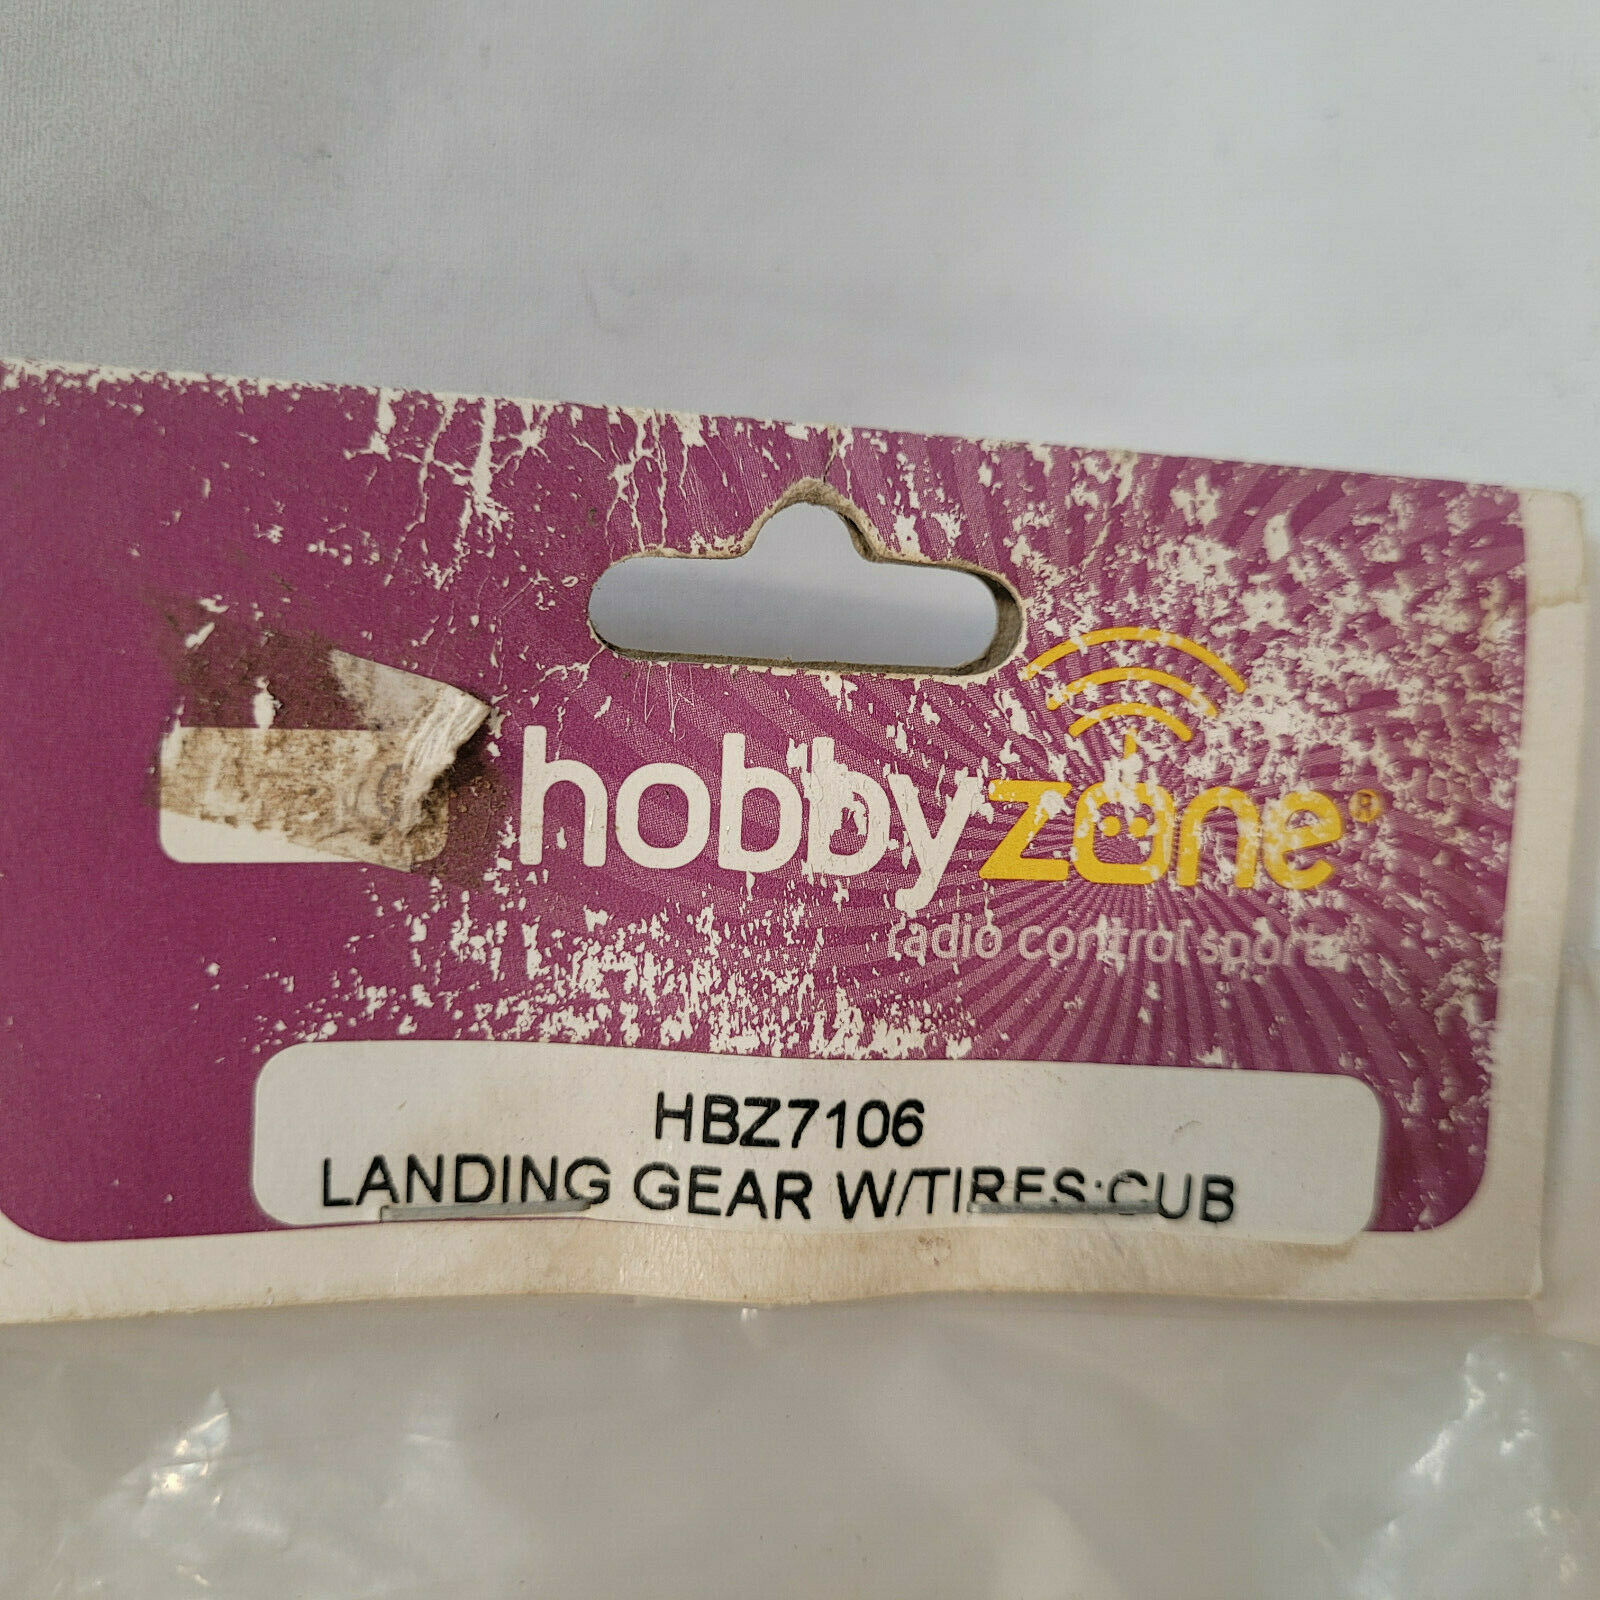 hobbyzone®
radio control sports
HBZ7106
LANDING GEAR W/TIRES:CUB